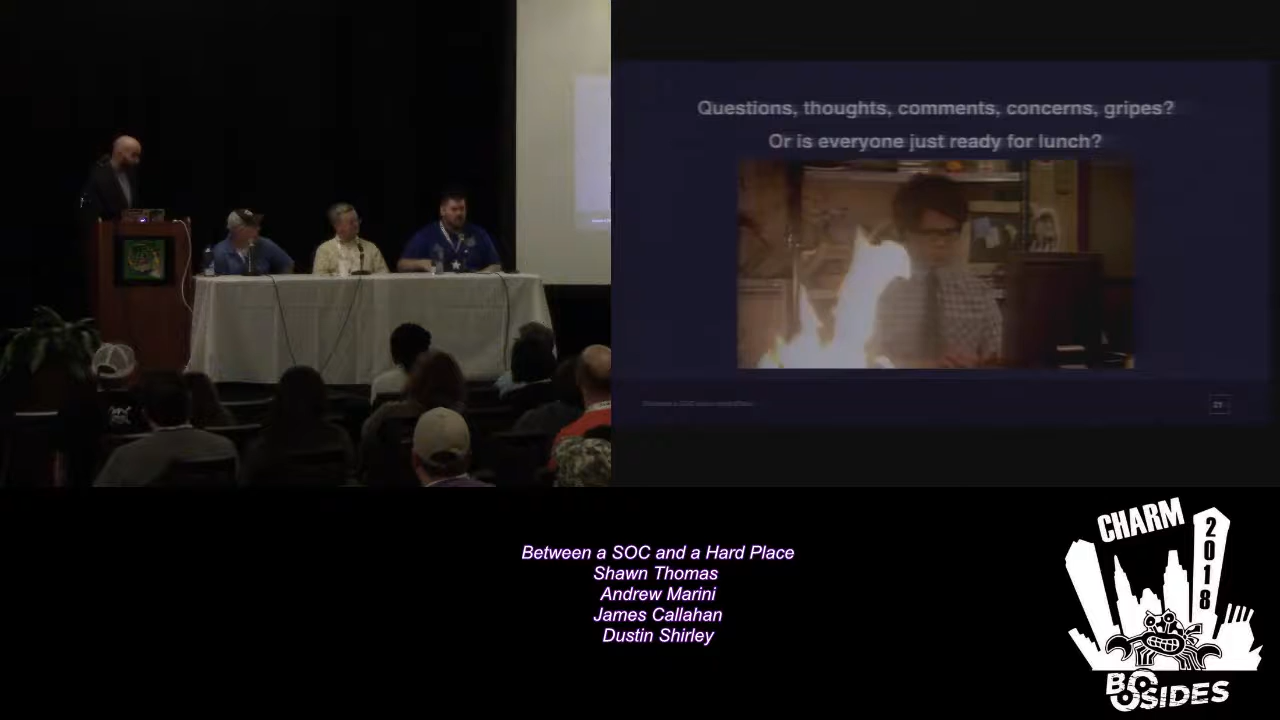 Questions, thoughts, comments, concerns, gripes?
Or is everyone just ready for lunch?
Between a SOC and a Hard Place
Shawn Thomas
Andrew Marini
James Callahan
Dustin Shirley
CHARM
2018
BSIDES